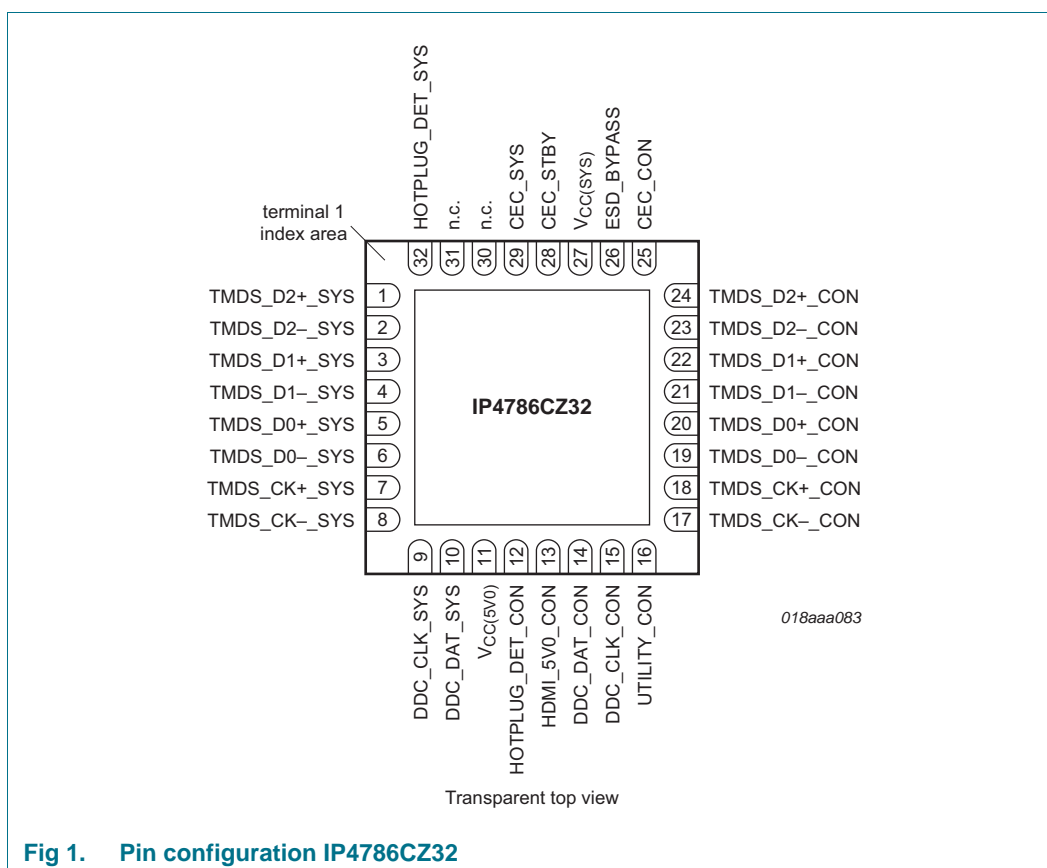 HOTPLUG_DET_SYS
n.c.
n.c.
CEC_SYS
CEC_STBY
VCC(SYS)
ESD_BYPASS
CEC_CON
terminal 1
index area
32 31 30 29 28 27 26 25
TMDS_D2+_SYS 1
TMDS_D2–_SYS 2
TMDS_D1+_SYS 3
TMDS_D1–_SYS 4
TMDS_D0+_SYS 5
TMDS_D0–_SYS 6
TMDS_CK+_SYS 7
TMDS_CK–_SYS 8
IP4786CZ32
24 TMDS_D2+_CON
23 TMDS_D2–_CON
22 TMDS_D1+_CON
21 TMDS_D1–_CON
20 TMDS_D0+_CON
19 TMDS_D0–_CON
18 TMDS_CK+_CON
17 TMDS_CK–_CON
9 10 11 12 13 14 15 16
DDC_CLK_SYS
DDC_DAT_SYS
VCC(5V0)
HOTPLUG_DET_CON
HDMI_5V0_CON
DDC_DAT_CON
DDC_CLK_CON
UTILITY_CON
018aaa083
Transparent top view
Fig 1. Pin configuration IP4786CZ32